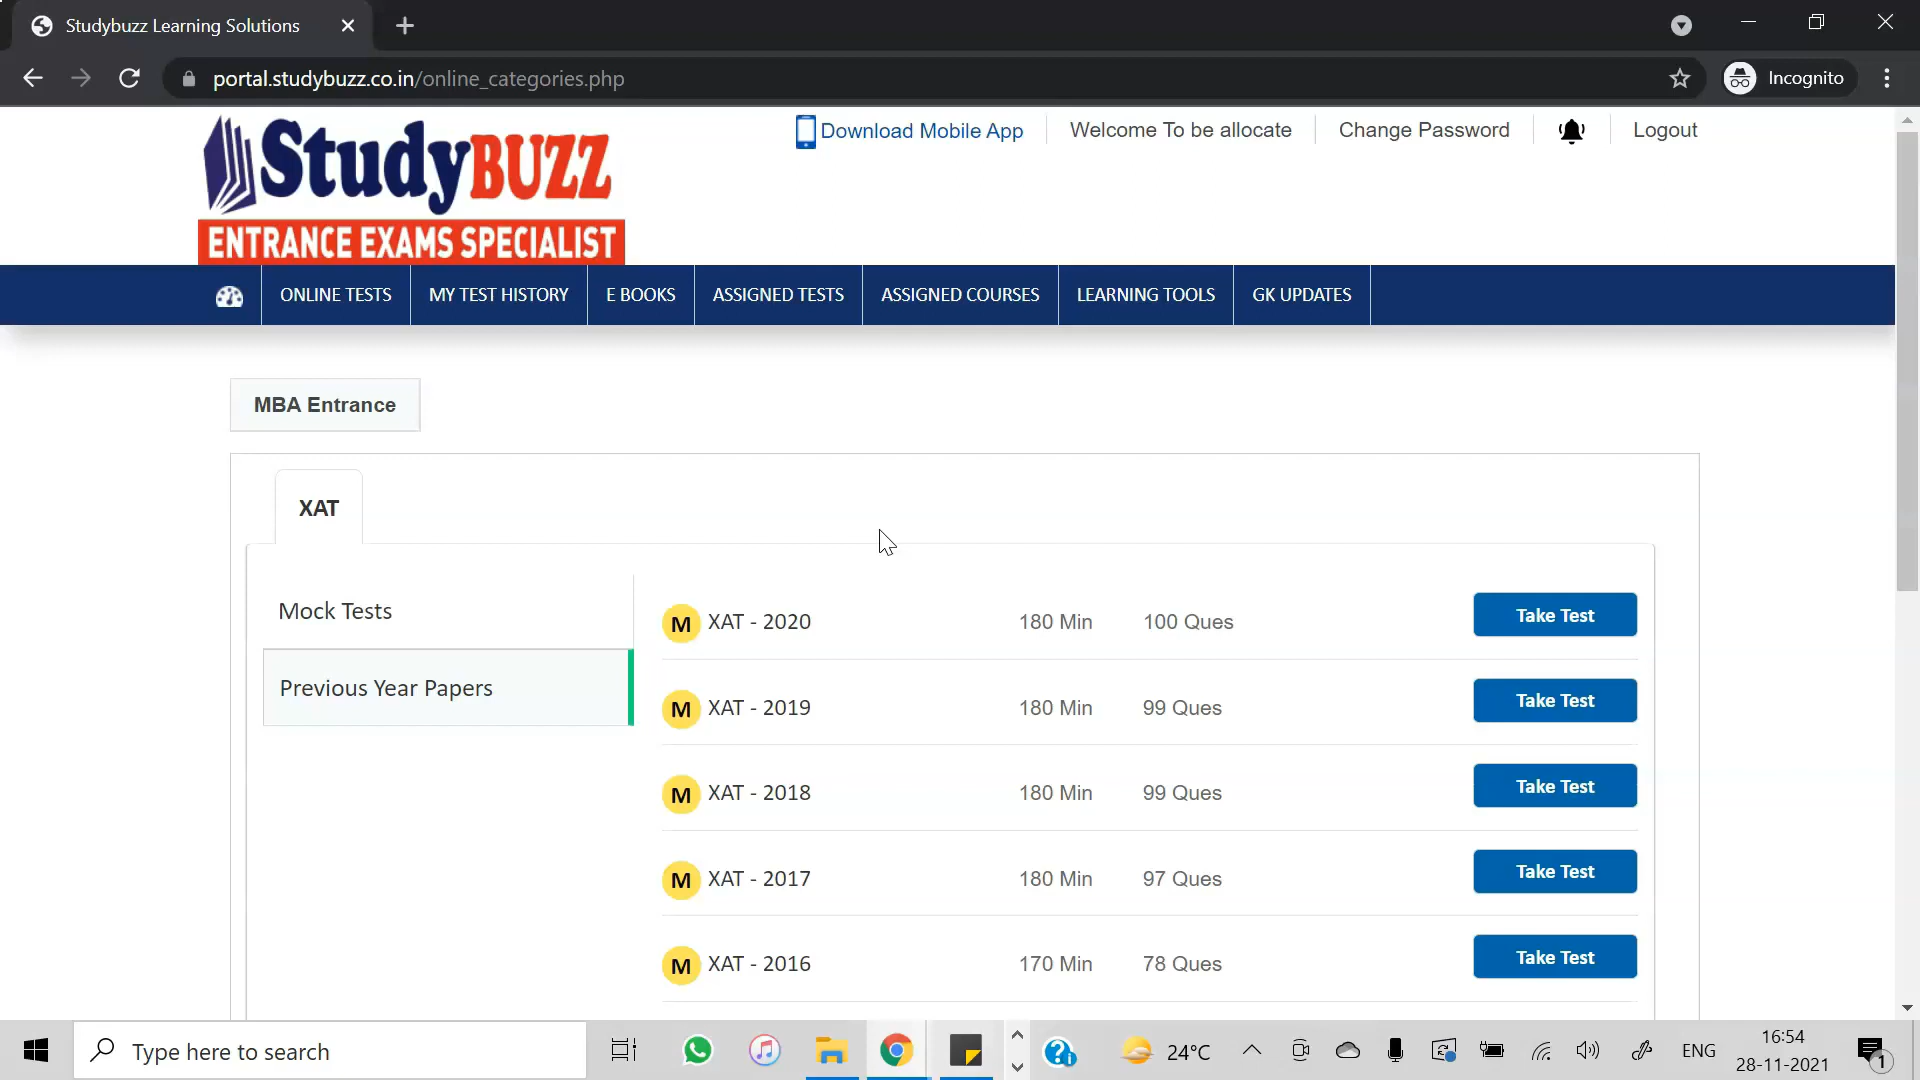 Studybuzz Learning Solutions
portal.studybuzz.co.in/online_categories.php
Incognito
StudyBUZZ
ENTRANCE EXAMS SPECIALIST
Download Mobile App
Welcome To be allocate
Change Password
Logout
ONLINE TESTS
MY TEST HISTORY
E BOOKS
ASSIGNED TESTS
ASSIGNED COURSES
LEARNING TOOLS
GK UPDATES
MBA Entrance
XAT
Mock Tests
Previous Year Papers
M XAT - 2020 180 Min 100 Ques Take Test
M XAT - 2019 180 Min 99 Ques Take Test
M XAT - 2018 180 Min 99 Ques Take Test
M XAT - 2017 180 Min 97 Ques Take Test
M XAT - 2016 170 Min 78 Ques Take Test
Type here to search
24°C
ENG
16:54
28-11-2021
1